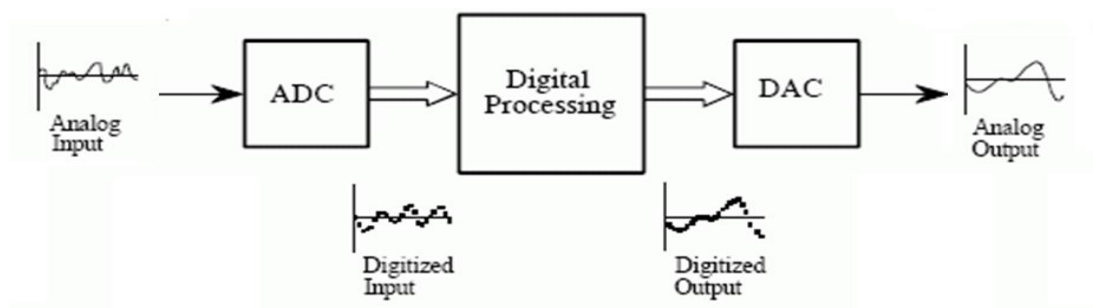 Analog
Input
ADC
Digital
Processing
DAC
Analog
Output
Digitized
Input
Digitized
Output